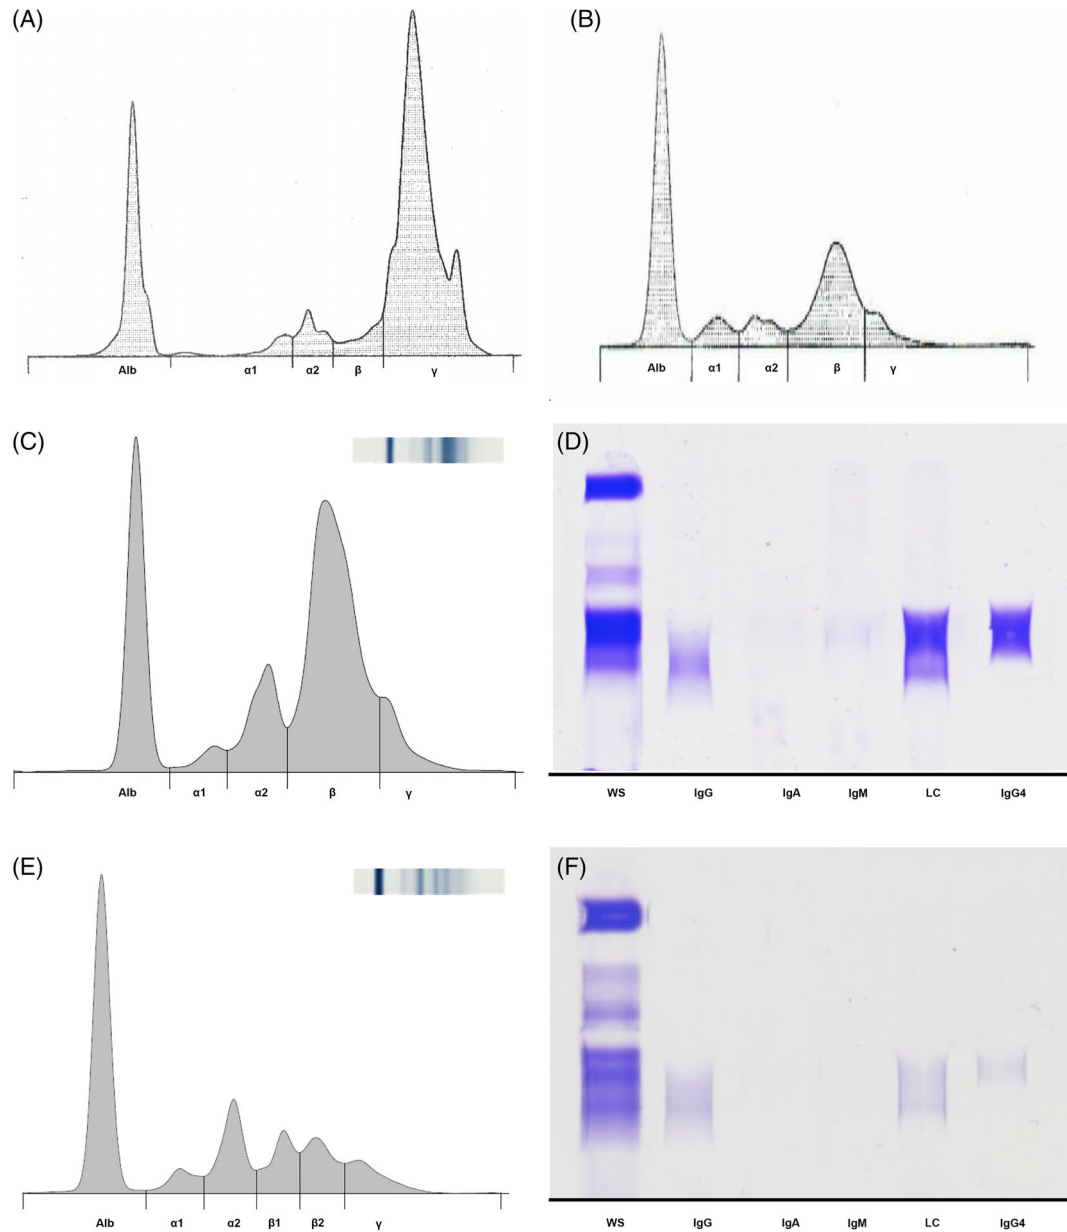 (A)
Alb α1 α2 β γ
(B)
Alb α1 α2 β γ
(C)
Alb α1 α2 β γ
(D)
WS IgG IgA IgM LC IgG4
(E)
Alb α1 α2 β1 β2 γ
(F)
WS IgG IgA IgM LC IgG4